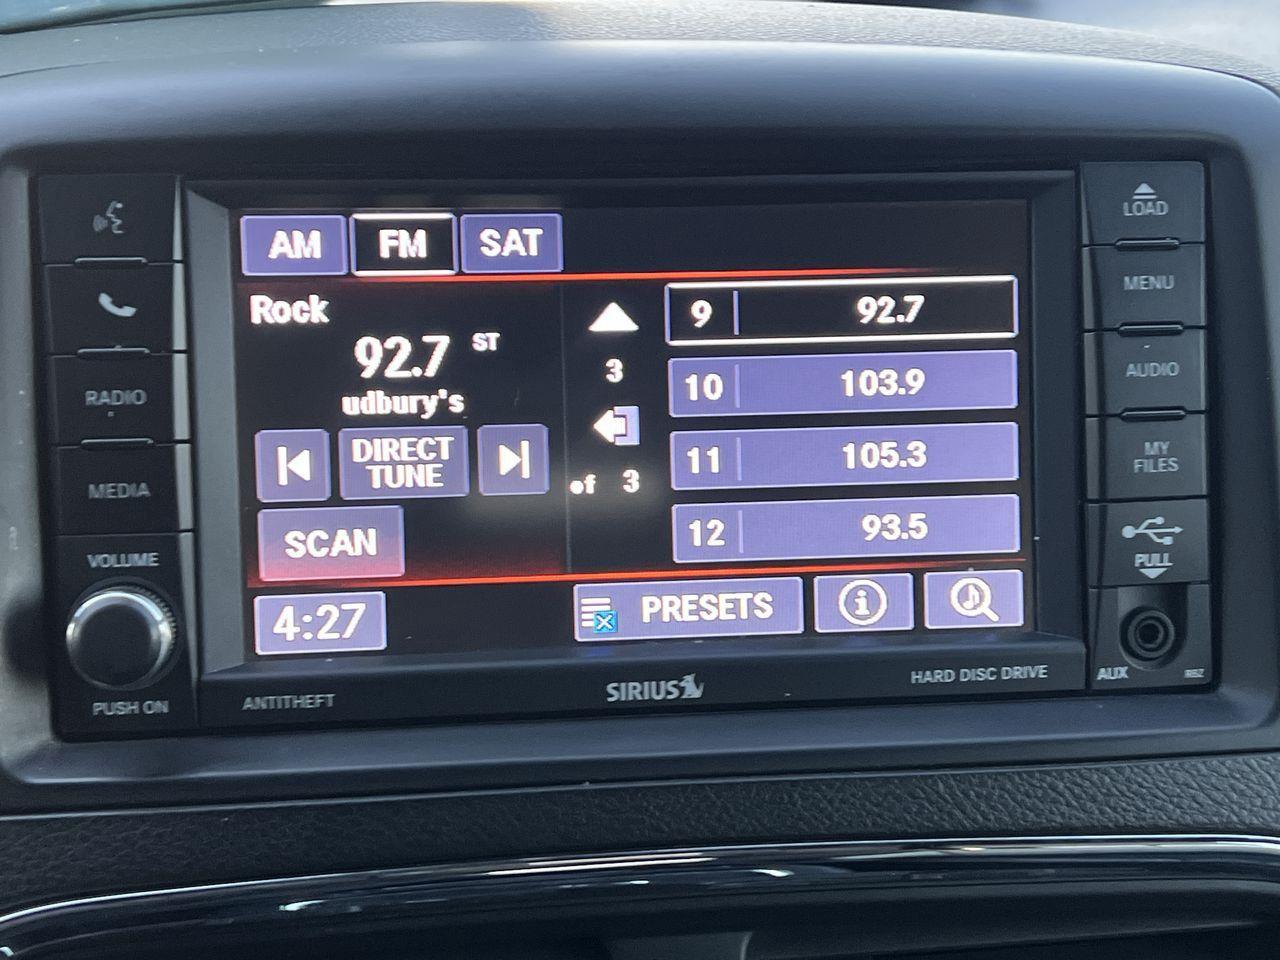 AM FM SAT
Rock
92.7 ST
udbury's
DIRECT
TUNE
SCAN
4:27
3
of 3
9 92.7
10 103.9
11 105.3
12 93.5
PRESETS
i
RADIO
MEDIA
VOLUME
PUSH ON
LOAD
MENU
AUDIO
MY
FILES
PULL
AUX
RBZ
ANTITHEFT
SIRIUS
HARD DISC DRIVE